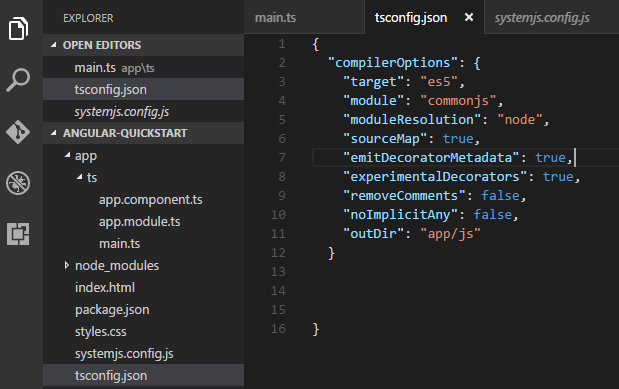 EXPLORER
OPEN EDITORS
main.ts app\ts
tsconfig.json
systemjs.config.js
ANGULAR-QUICKSTART
app
ts
app.component.ts
app.module.ts
main.ts
node_modules
index.html
package.json
styles.css
systemjs.config.js
tsconfig.json
main.ts tsconfig.json × systemjs.config.js
1 {
2 "compilerOptions": {
3 "target": "es5",
4 "module": "commonjs",
5 "moduleResolution": "node",
6 "sourceMap": true,
7 "emitDecoratorMetadata": true,
8 "experimentalDecorators": true,
9 "removeComments": false,
10 "noImplicitAny": false,
11 "outDir": "app/js"
12 }
13
14
15
16 }